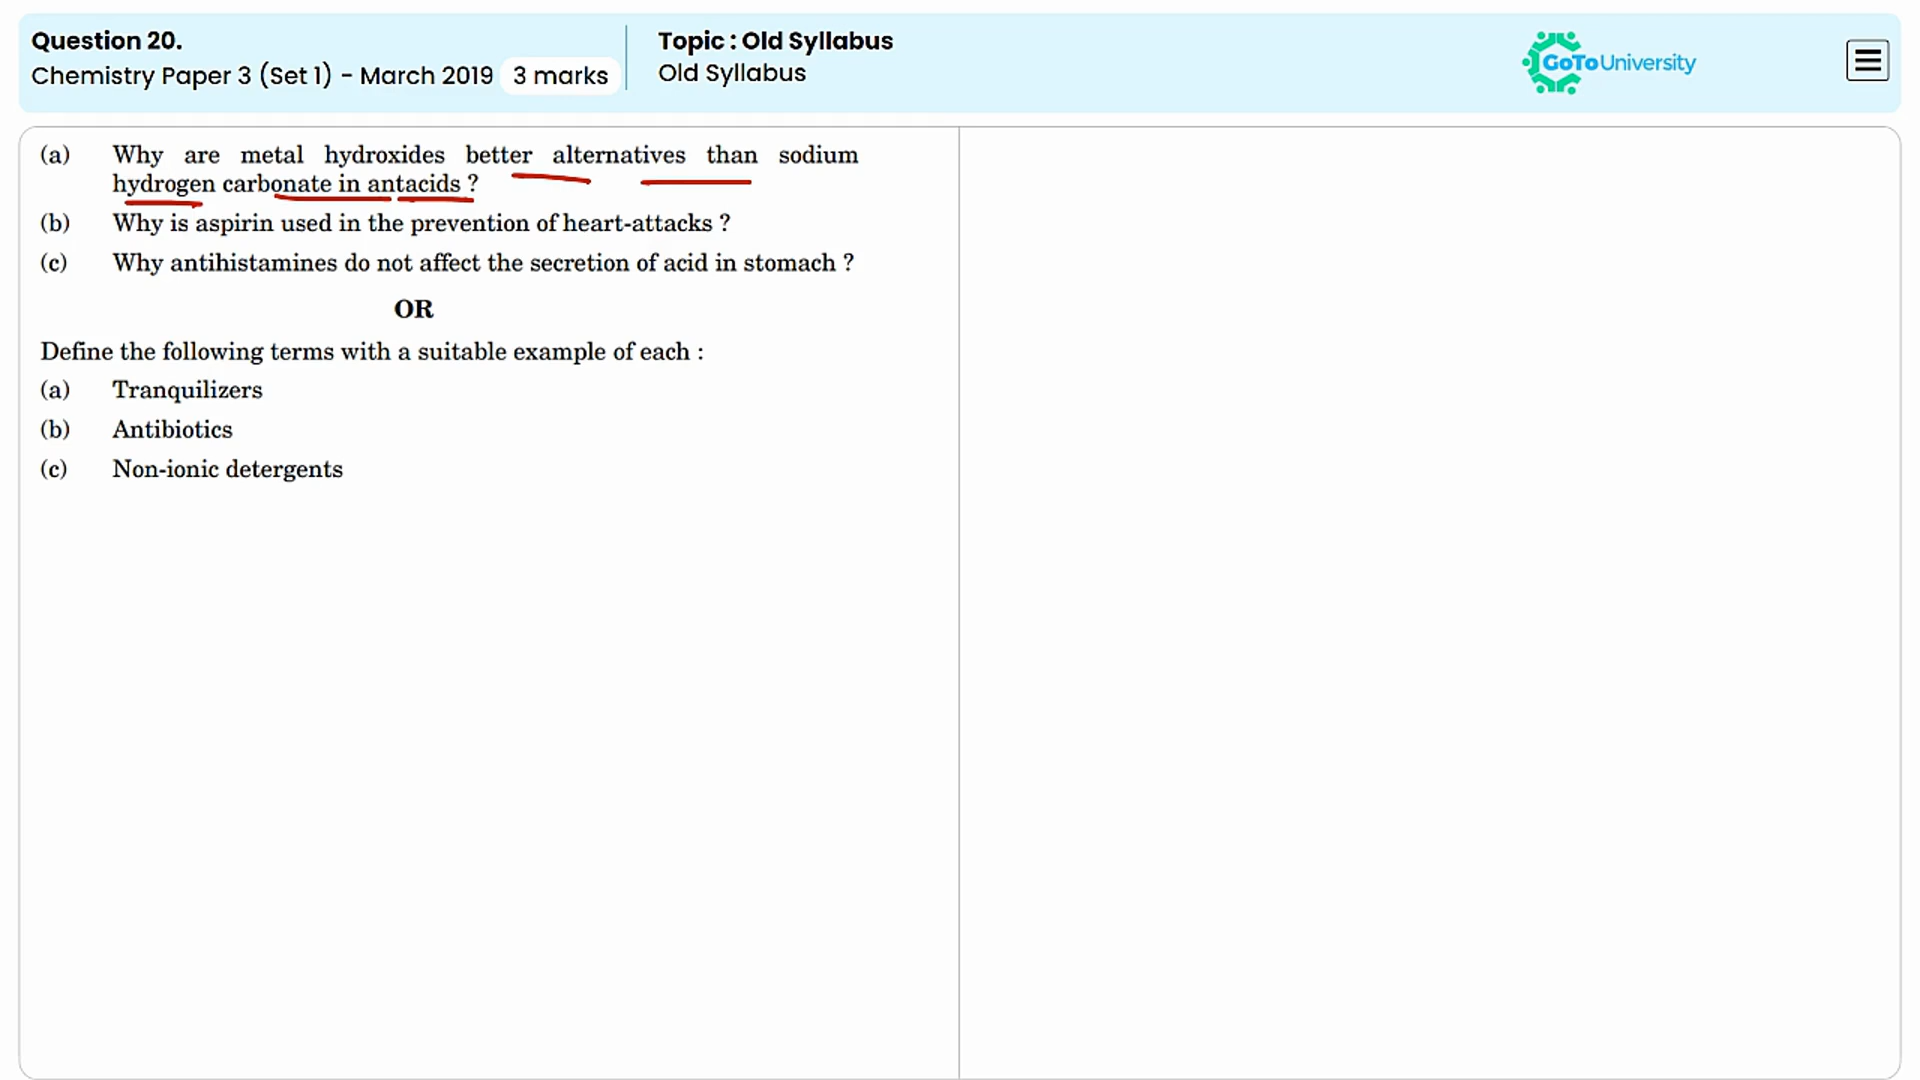 Question 20.
Chemistry Paper 3 (Set 1) - March 2019 3 marks
Topic : Old Syllabus
Old Syllabus
GoToUniversity
(a) Why are metal hydroxides better alternatives than sodium
hydrogen carbonate in antacids ?
(b) Why is aspirin used in the prevention of heart-attacks ?
(c) Why antihistamines do not affect the secretion of acid in stomach ?
OR
Define the following terms with a suitable example of each :
(a) Tranquilizers
(b) Antibiotics
(c) Non-ionic detergents